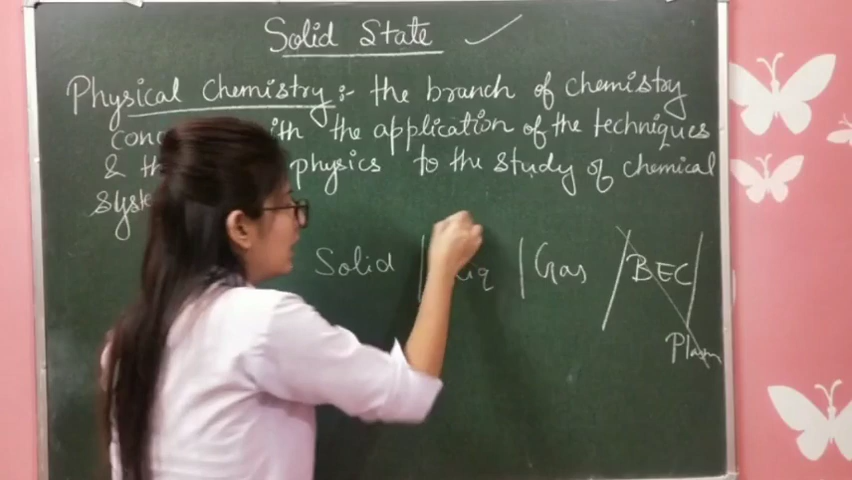 Solid State
Physical Chemistry :- the branch of chemistry
the application of the techniques
& physics to the study of chemical
Solid | | Gas / BEC /
Plasm